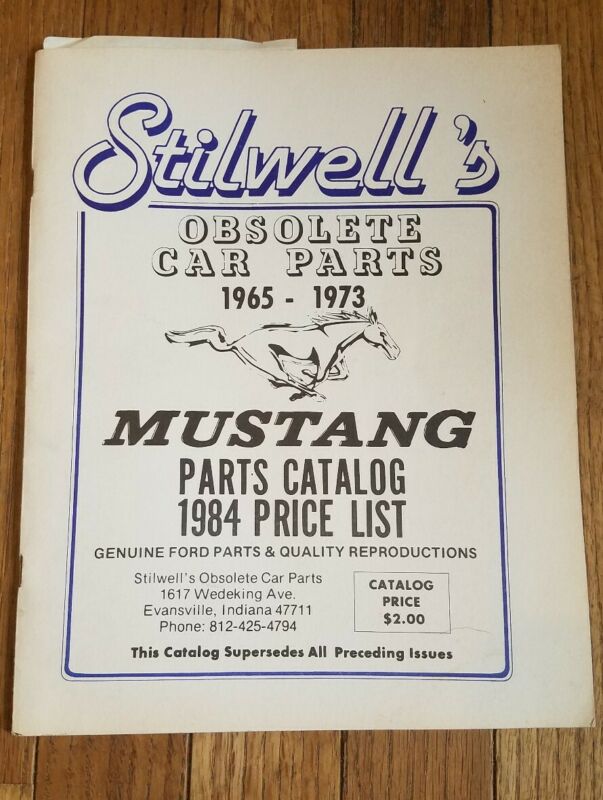 Stilwell's
OBSOLETE
CAR PARTS
1965 - 1973
MUSTANG
PARTS CATALOG
1984 PRICE LIST
GENUINE FORD PARTS & QUALITY REPRODUCTIONS
Stilwell's Obsolete Car Parts
1617 Wedeking Ave.
Evansville, Indiana 47711
Phone: 812-425-4794
CATALOG
PRICE
$2.00
This Catalog Supersedes All Preceding Issues